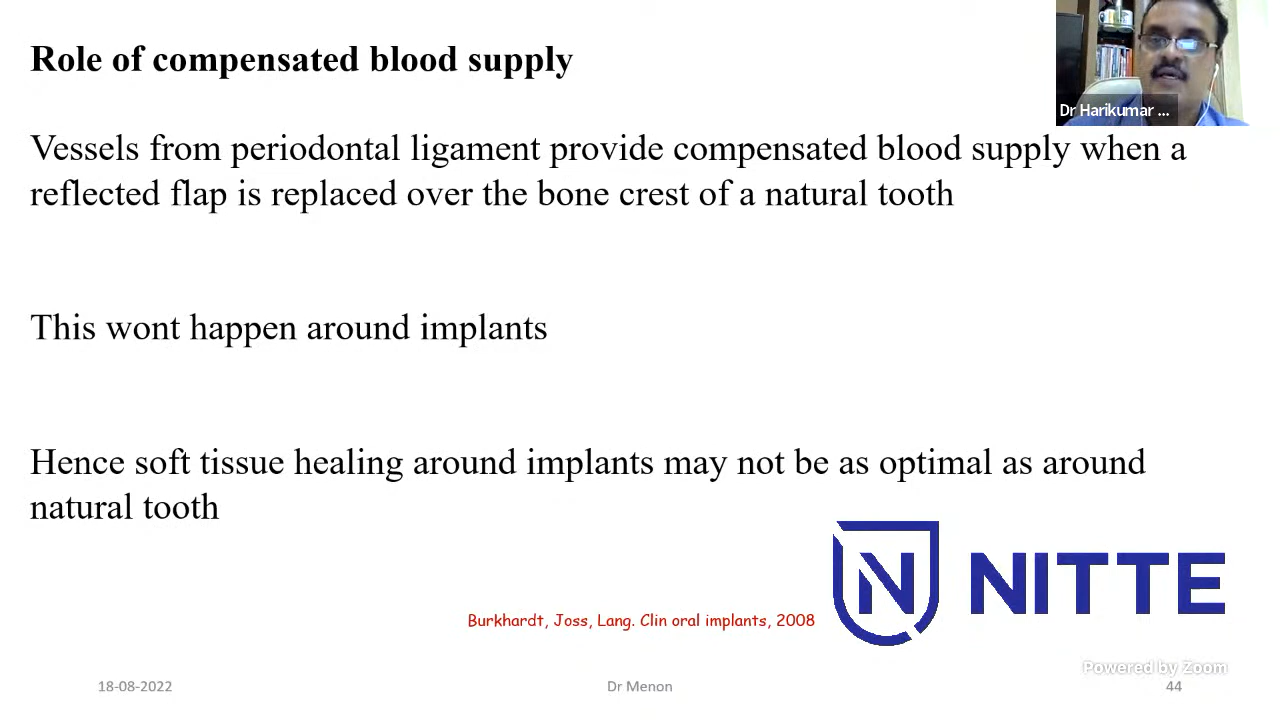 Role of compensated blood supply
Dr Harikumar ...
Vessels from periodontal ligament provide compensated blood supply when a
reflected flap is replaced over the bone crest of a natural tooth
This wont happen around implants
Hence soft tissue healing around implants may not be as optimal as around
natural tooth
N NITTE
Burkhardt, Joss, Lang. Clin oral implants, 2008
Powered by Zoom
18-08-2022
Dr Menon
44